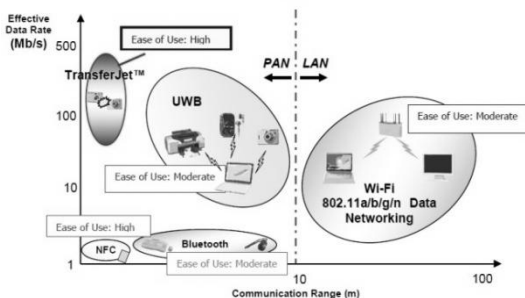 Effective
Data Rate
(Mb/s)
500
100
10
1
Ease of Use: High
TransferJet™
PAN
LAN
UWB
Ease of Use: Moderate
Ease of Use: Moderate
Wi-Fi
802.11a/b/g/n Data
Networking
Ease of Use: High
NFC
Bluetooth
Ease of Use: Moderate
10
100
Communication Range (m)